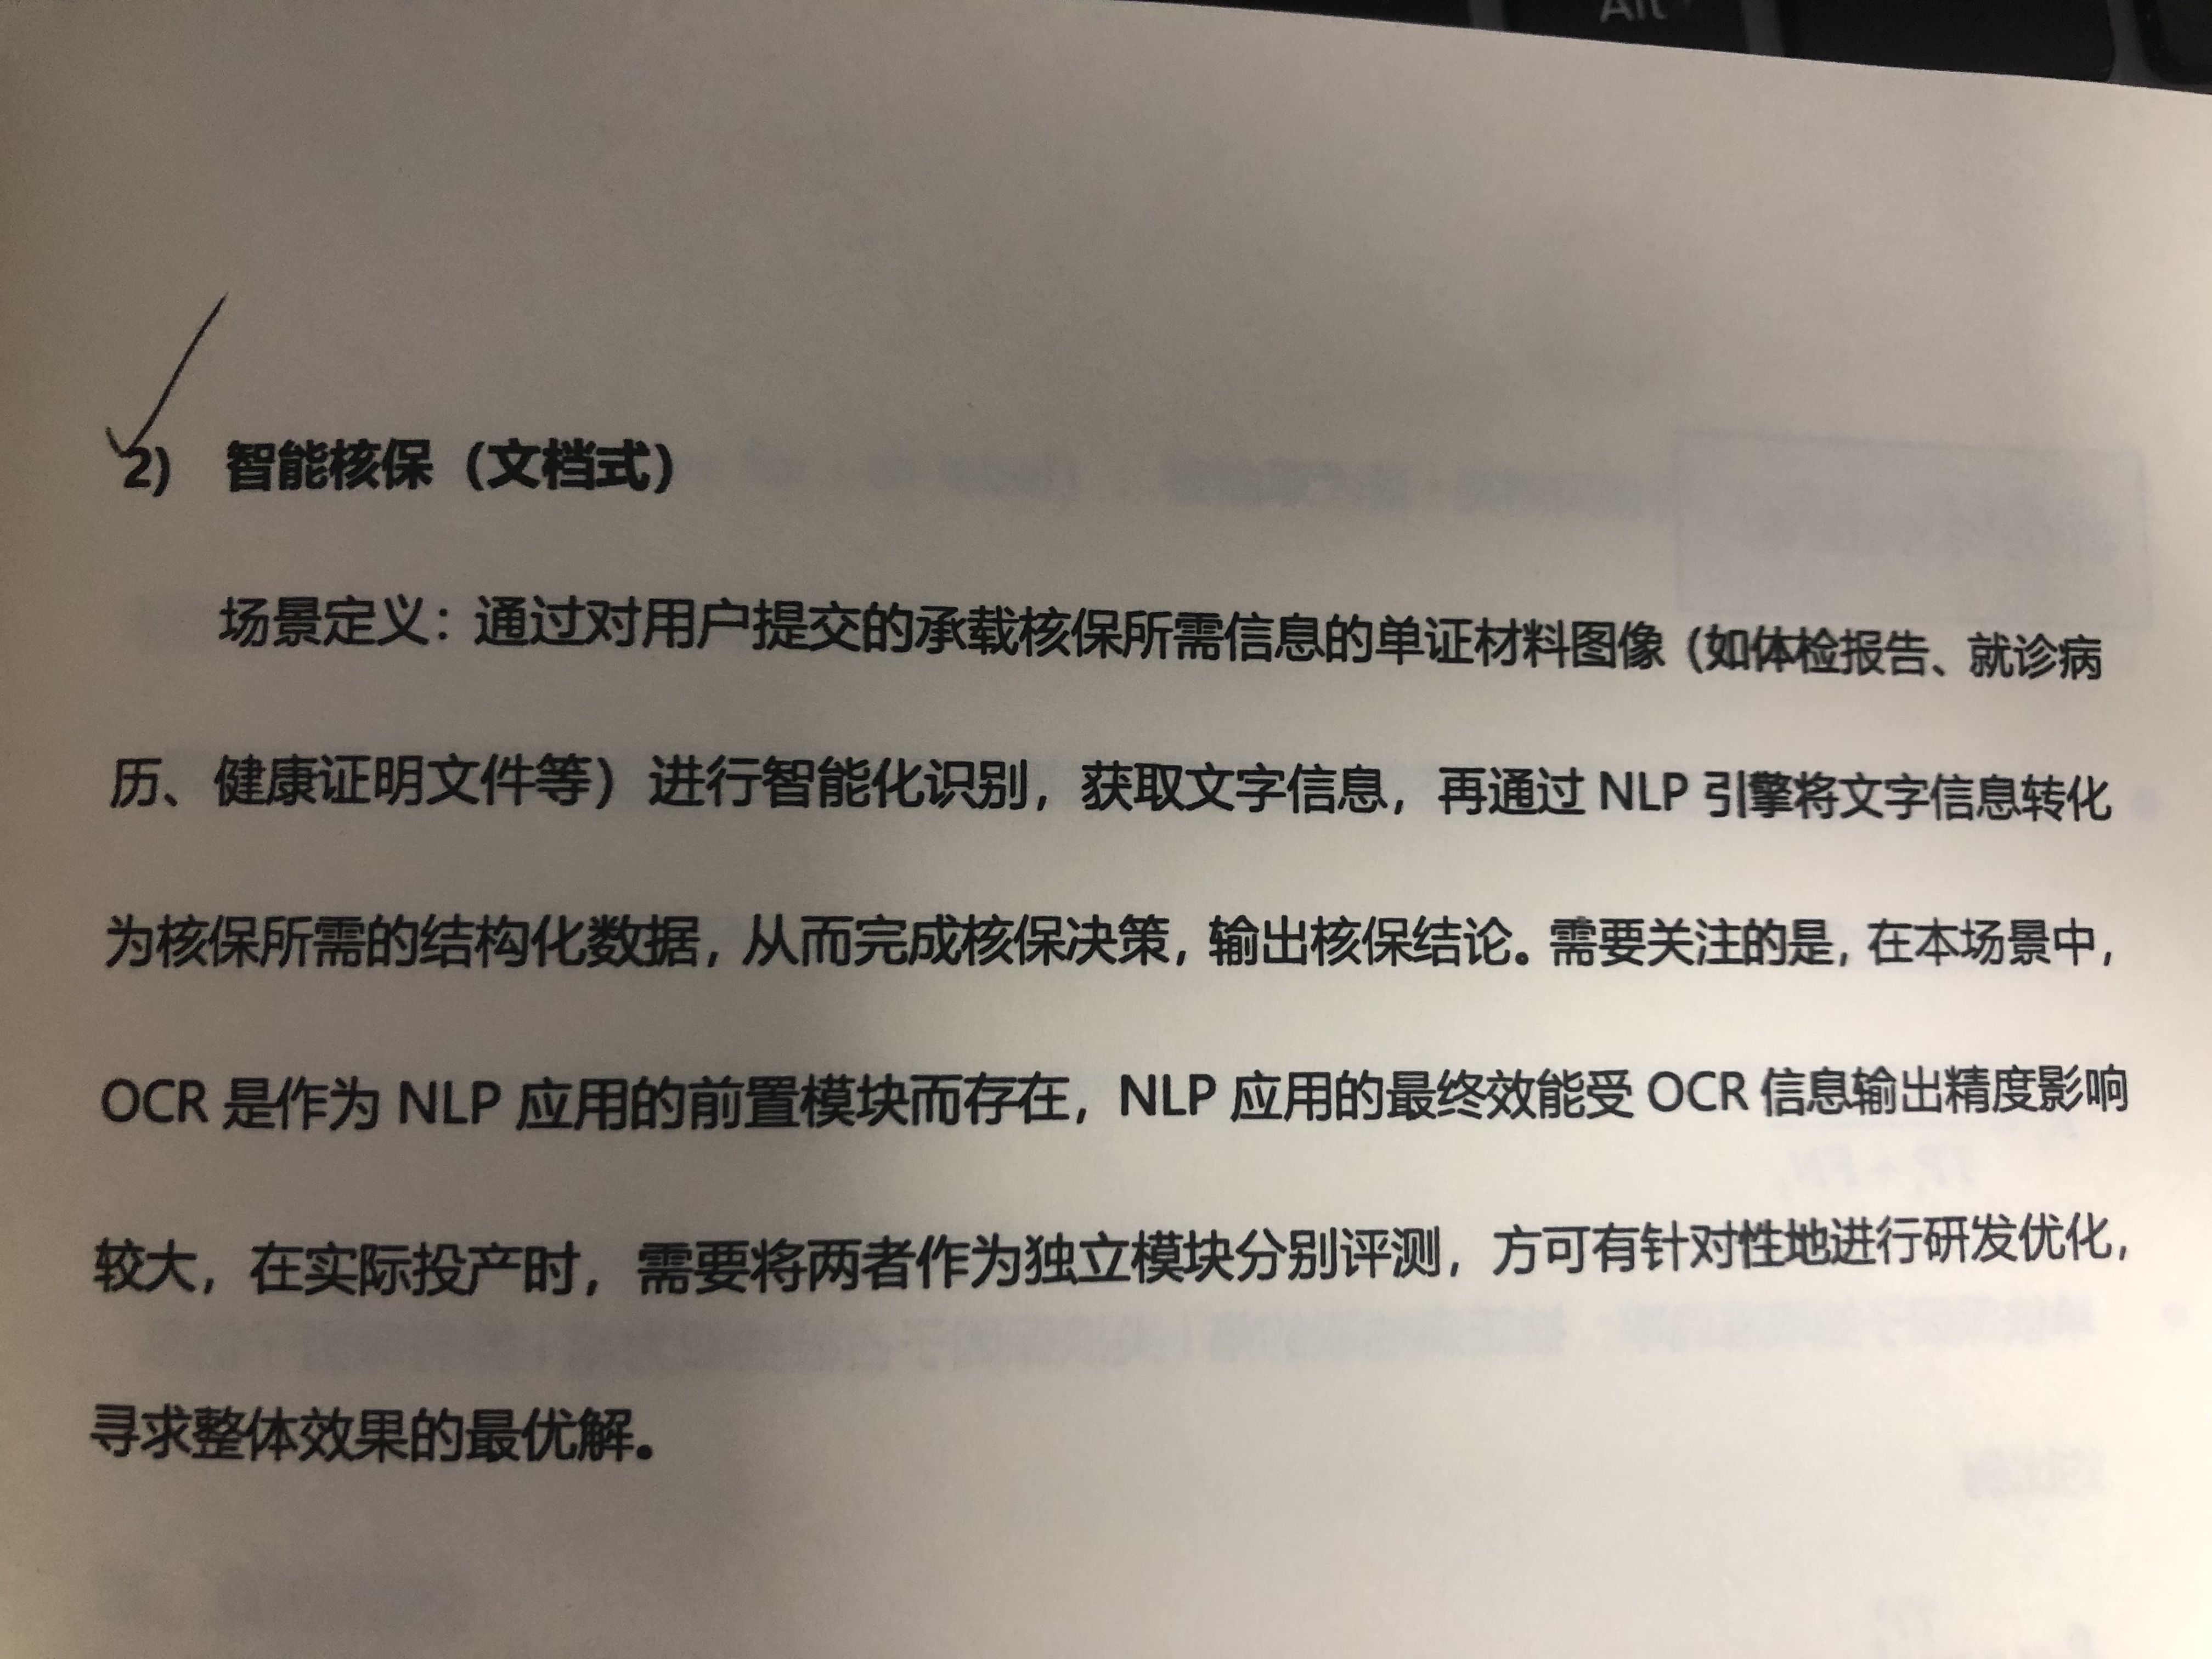 Alt
2） 智能核保（文档式）
场景定义：通过对用户提交的承载核保所需信息的单证材料图像（如体检报告、就诊病
历、健康证明文件等）进行智能化识别，获取文字信息，再通过 NLP 引擎将文字信息转化
为核保所需的结构化数据，从而完成核保决策，输出核保结论。需要关注的是，在本场景中，
OCR 是作为 NLP 应用的前置模块而存在，NLP 应用的最终效能受 OCR 信息输出精度影响
较大，在实际投产时，需要将两者作为独立模块分别评测，方可有针对性地进行研发优化，
寻求整体效果的最优解。